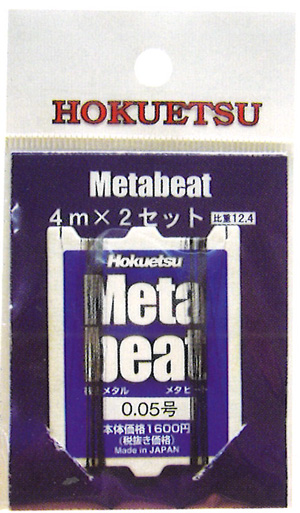 HOKUETSU
Metabeat
4m×2セット 比重12.4
Hokuetsu
Meta
beat
メタル メタビート
0.05号
本体価格1600円
(税抜き価格)
Made in JAPAN